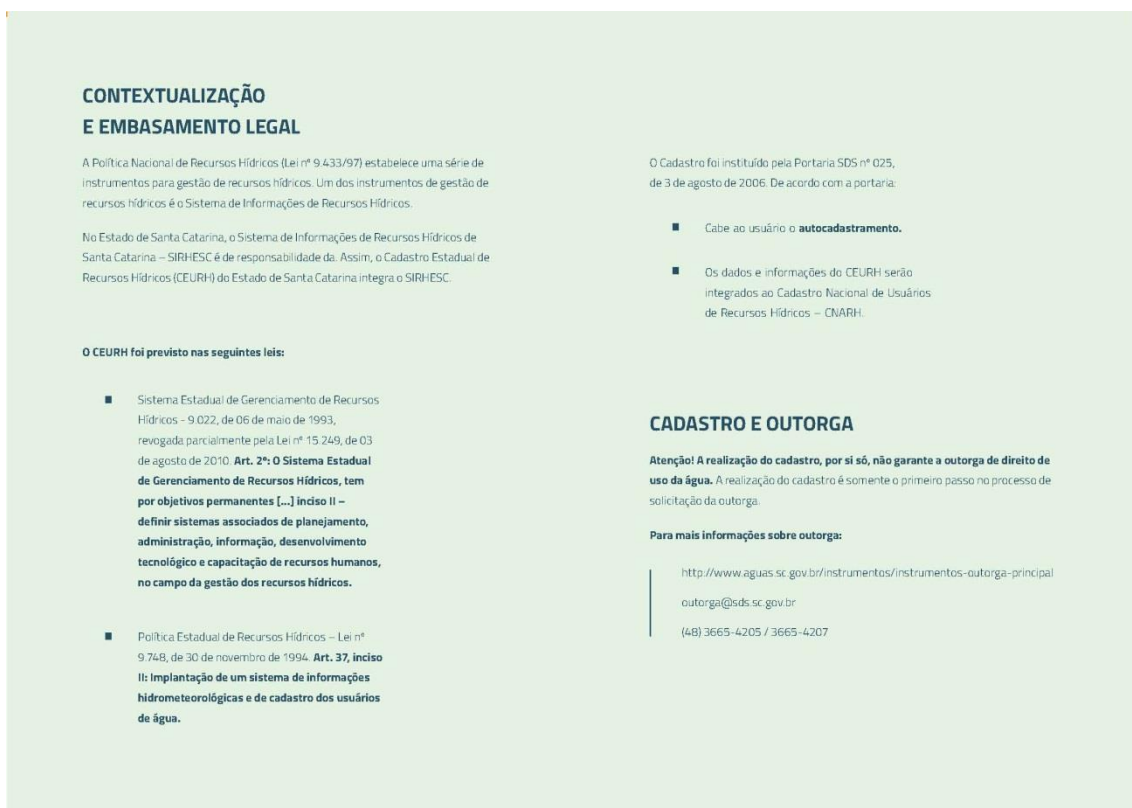 CONTEXTUALIZAÇÃO
E EMBASAMENTO LEGAL
A Política Nacional de Recursos Hídricos (Lei nº 9.433/97) estabelece uma série de
instrumentos para gestão de recursos hídricos. Um dos instrumentos de gestão de
recursos hídricos é o Sistema de Informações de Recursos Hídricos.
No Estado de Santa Catarina, o Sistema de Informações de Recursos Hídricos de
Santa Catarina – SIRHESC é de responsabilidade da. Assim, o Cadastro Estadual de
Recursos Hídricos (CEURH) do Estado de Santa Catarina integra o SIRHESC.
O CEURH foi previsto nas seguintes leis:
■ Sistema Estadual de Gerenciamento de Recursos
Hídricos - 9.022, de 06 de maio de 1993,
revogada parcialmente pela Lei nº 15.249, de 03
de agosto de 2010. Art. 2º: O Sistema Estadual
de Gerenciamento de Recursos Hídricos, tem
por objetivos permanentes [...] inciso II –
definir sistemas associados de planejamento,
administração, informação, desenvolvimento
tecnológico e capacitação de recursos humanos,
no campo da gestão dos recursos hídricos.
■ Política Estadual de Recursos Hídricos – Lei nº
9.748, de 30 de novembro de 1994. Art. 37, inciso
II: Implantação de um sistema de informações
hidrometeorológicas e de cadastro dos usuários
de água.
O Cadastro foi instituído pela Portaria SDS nº 025,
de 3 de agosto de 2006. De acordo com a portaria:
■ Cabe ao usuário o autocadastramento.
■ Os dados e informações do CEURH serão
integrados ao Cadastro Nacional de Usuários
de Recursos Hídricos – CNARH.
CADASTRO E OUTORGA
Atenção! A realização do cadastro, por si só, não garante a outorga de direito de
uso da água. A realização do cadastro é somente o primeiro passo no processo de
solicitação da outorga.
Para mais informações sobre outorga:
http://www.aguas.sc.gov.br/instrumentos/instrumentos-outorga-principal
outorga@sds.sc.gov.br
(48) 3665-4205 / 3665-4207